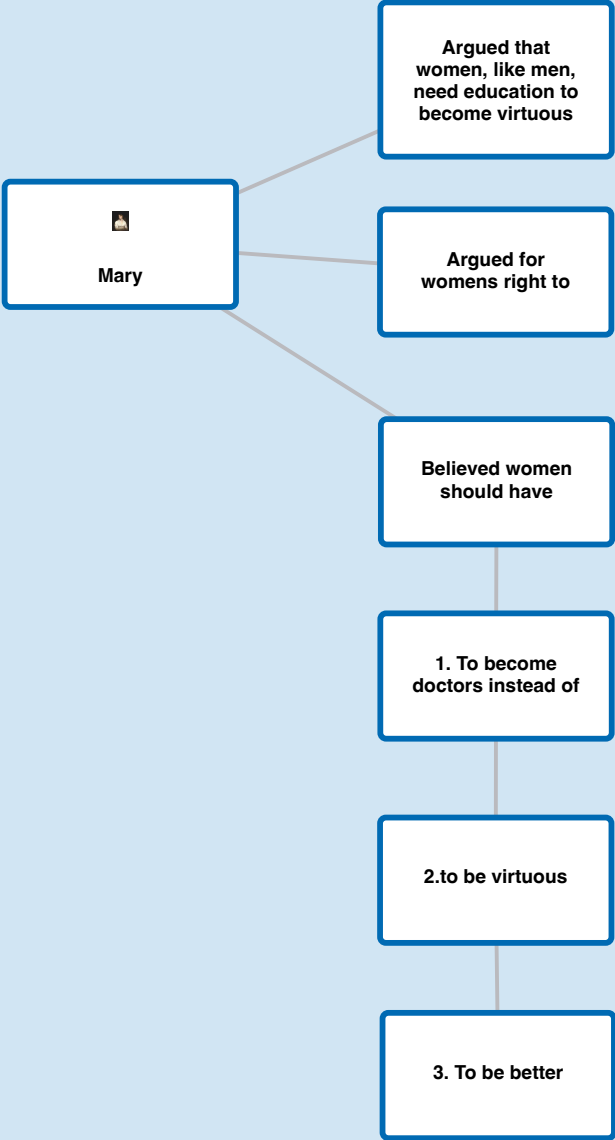 Argued that
women, like men,
need education to
become virtuous
Mary
Argued for
womens right to
Believed women
should have
1. To become
doctors instead of
2.to be virtuous
3. To be better